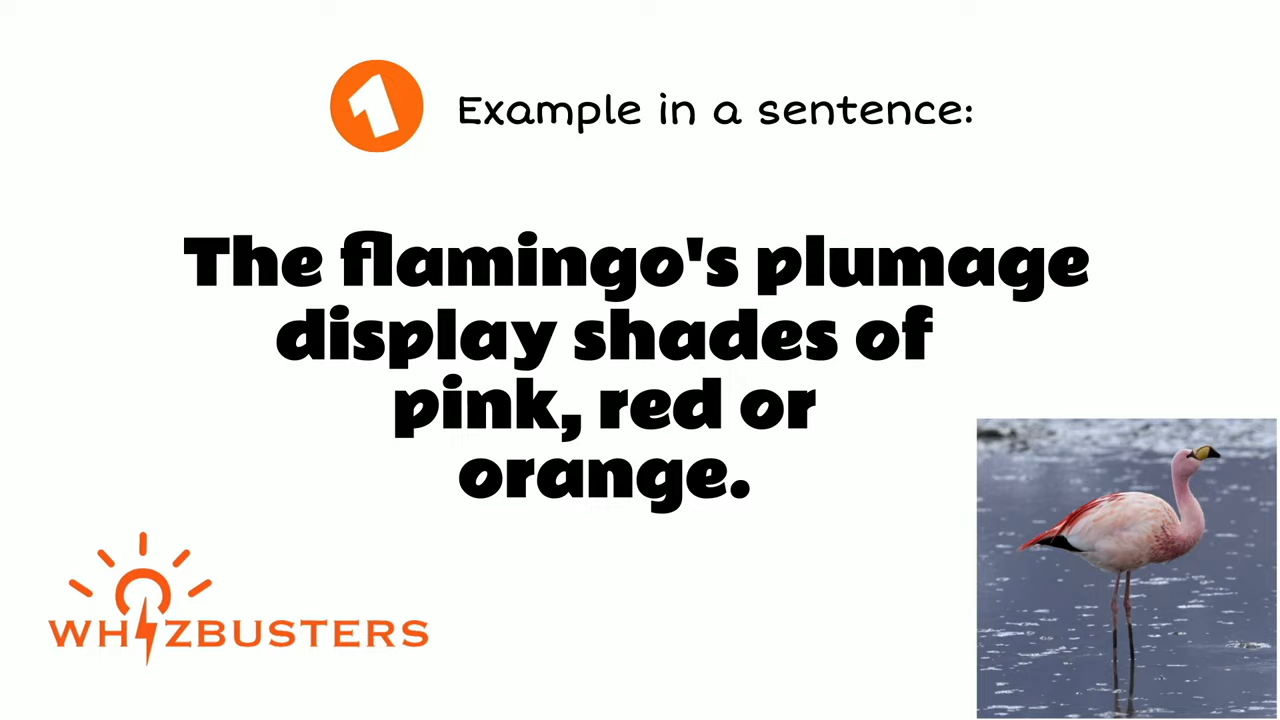 1
Example in a sentence:
The flamingo's plumage
display shades of
pink, red or
orange.
WHIZBUSTERS